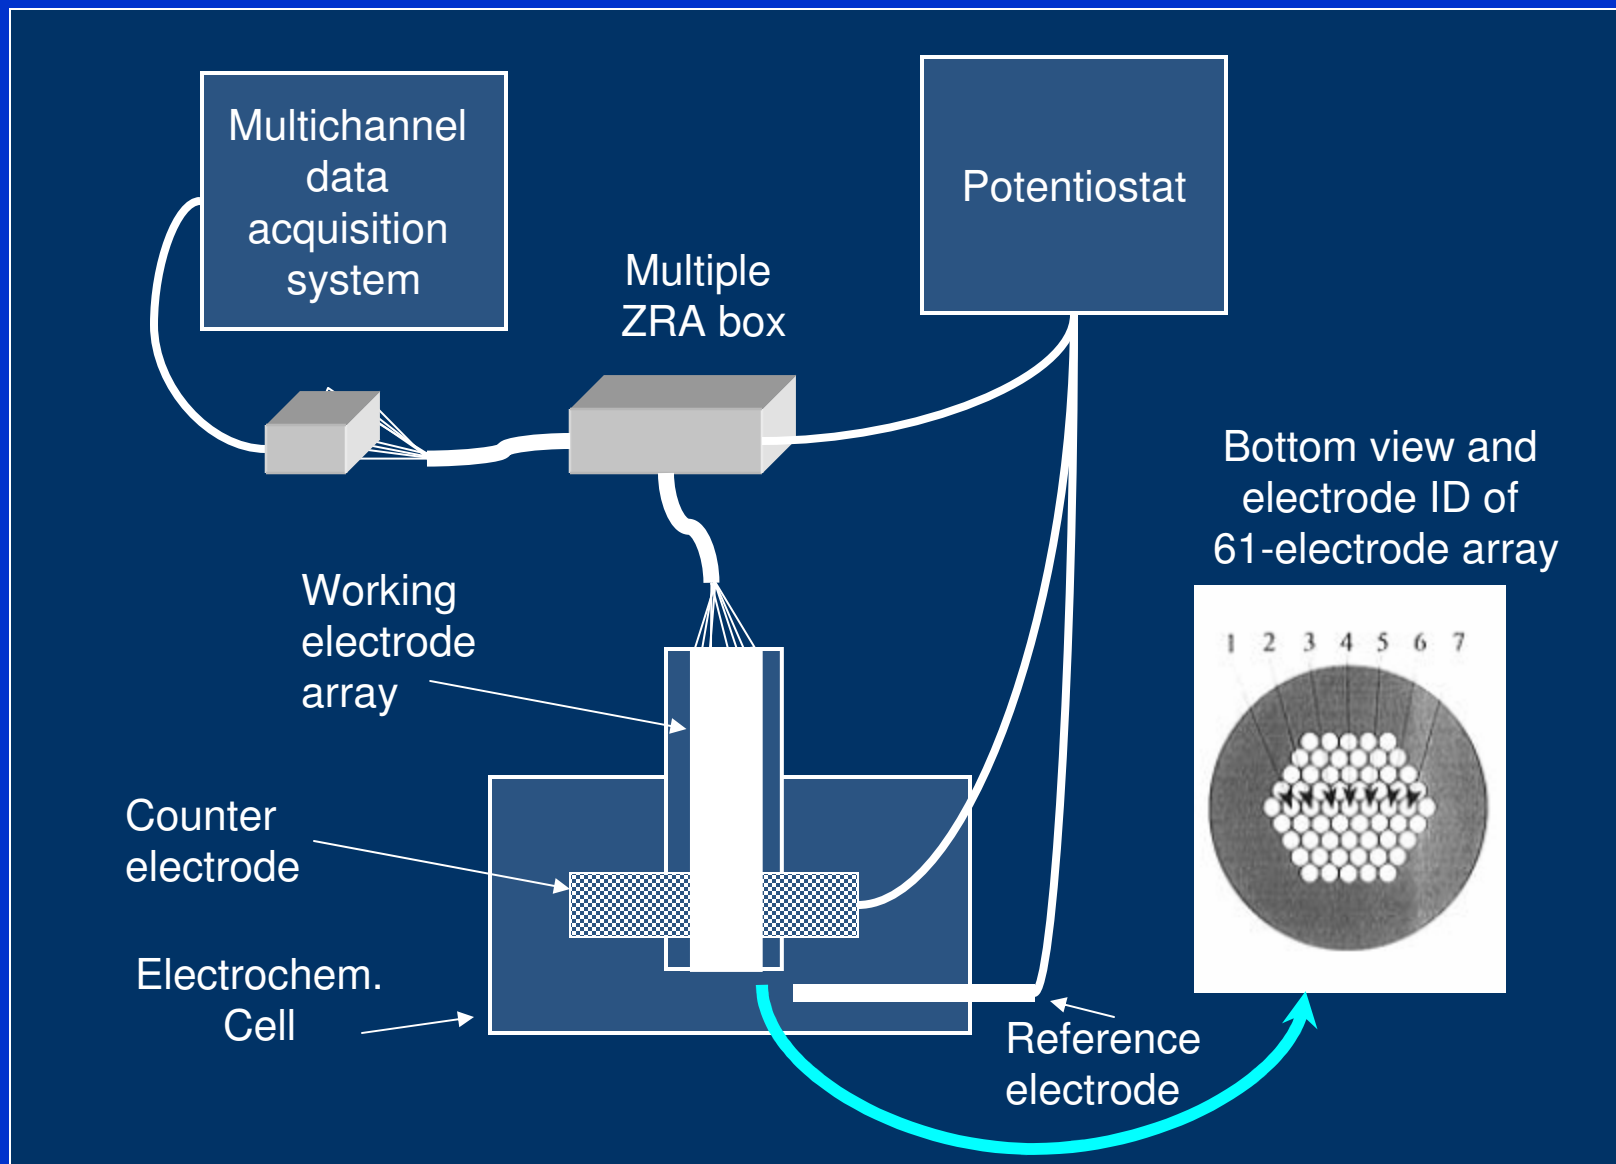 Multichannel
data
acquisition
system
Potentiostat
Multiple
ZRA box
Bottom view and
electrode ID of
61-electrode array
1 2 3 4 5 6 7
Working
electrode
array
Counter
electrode
Electrochem.
Cell
Reference
electrode